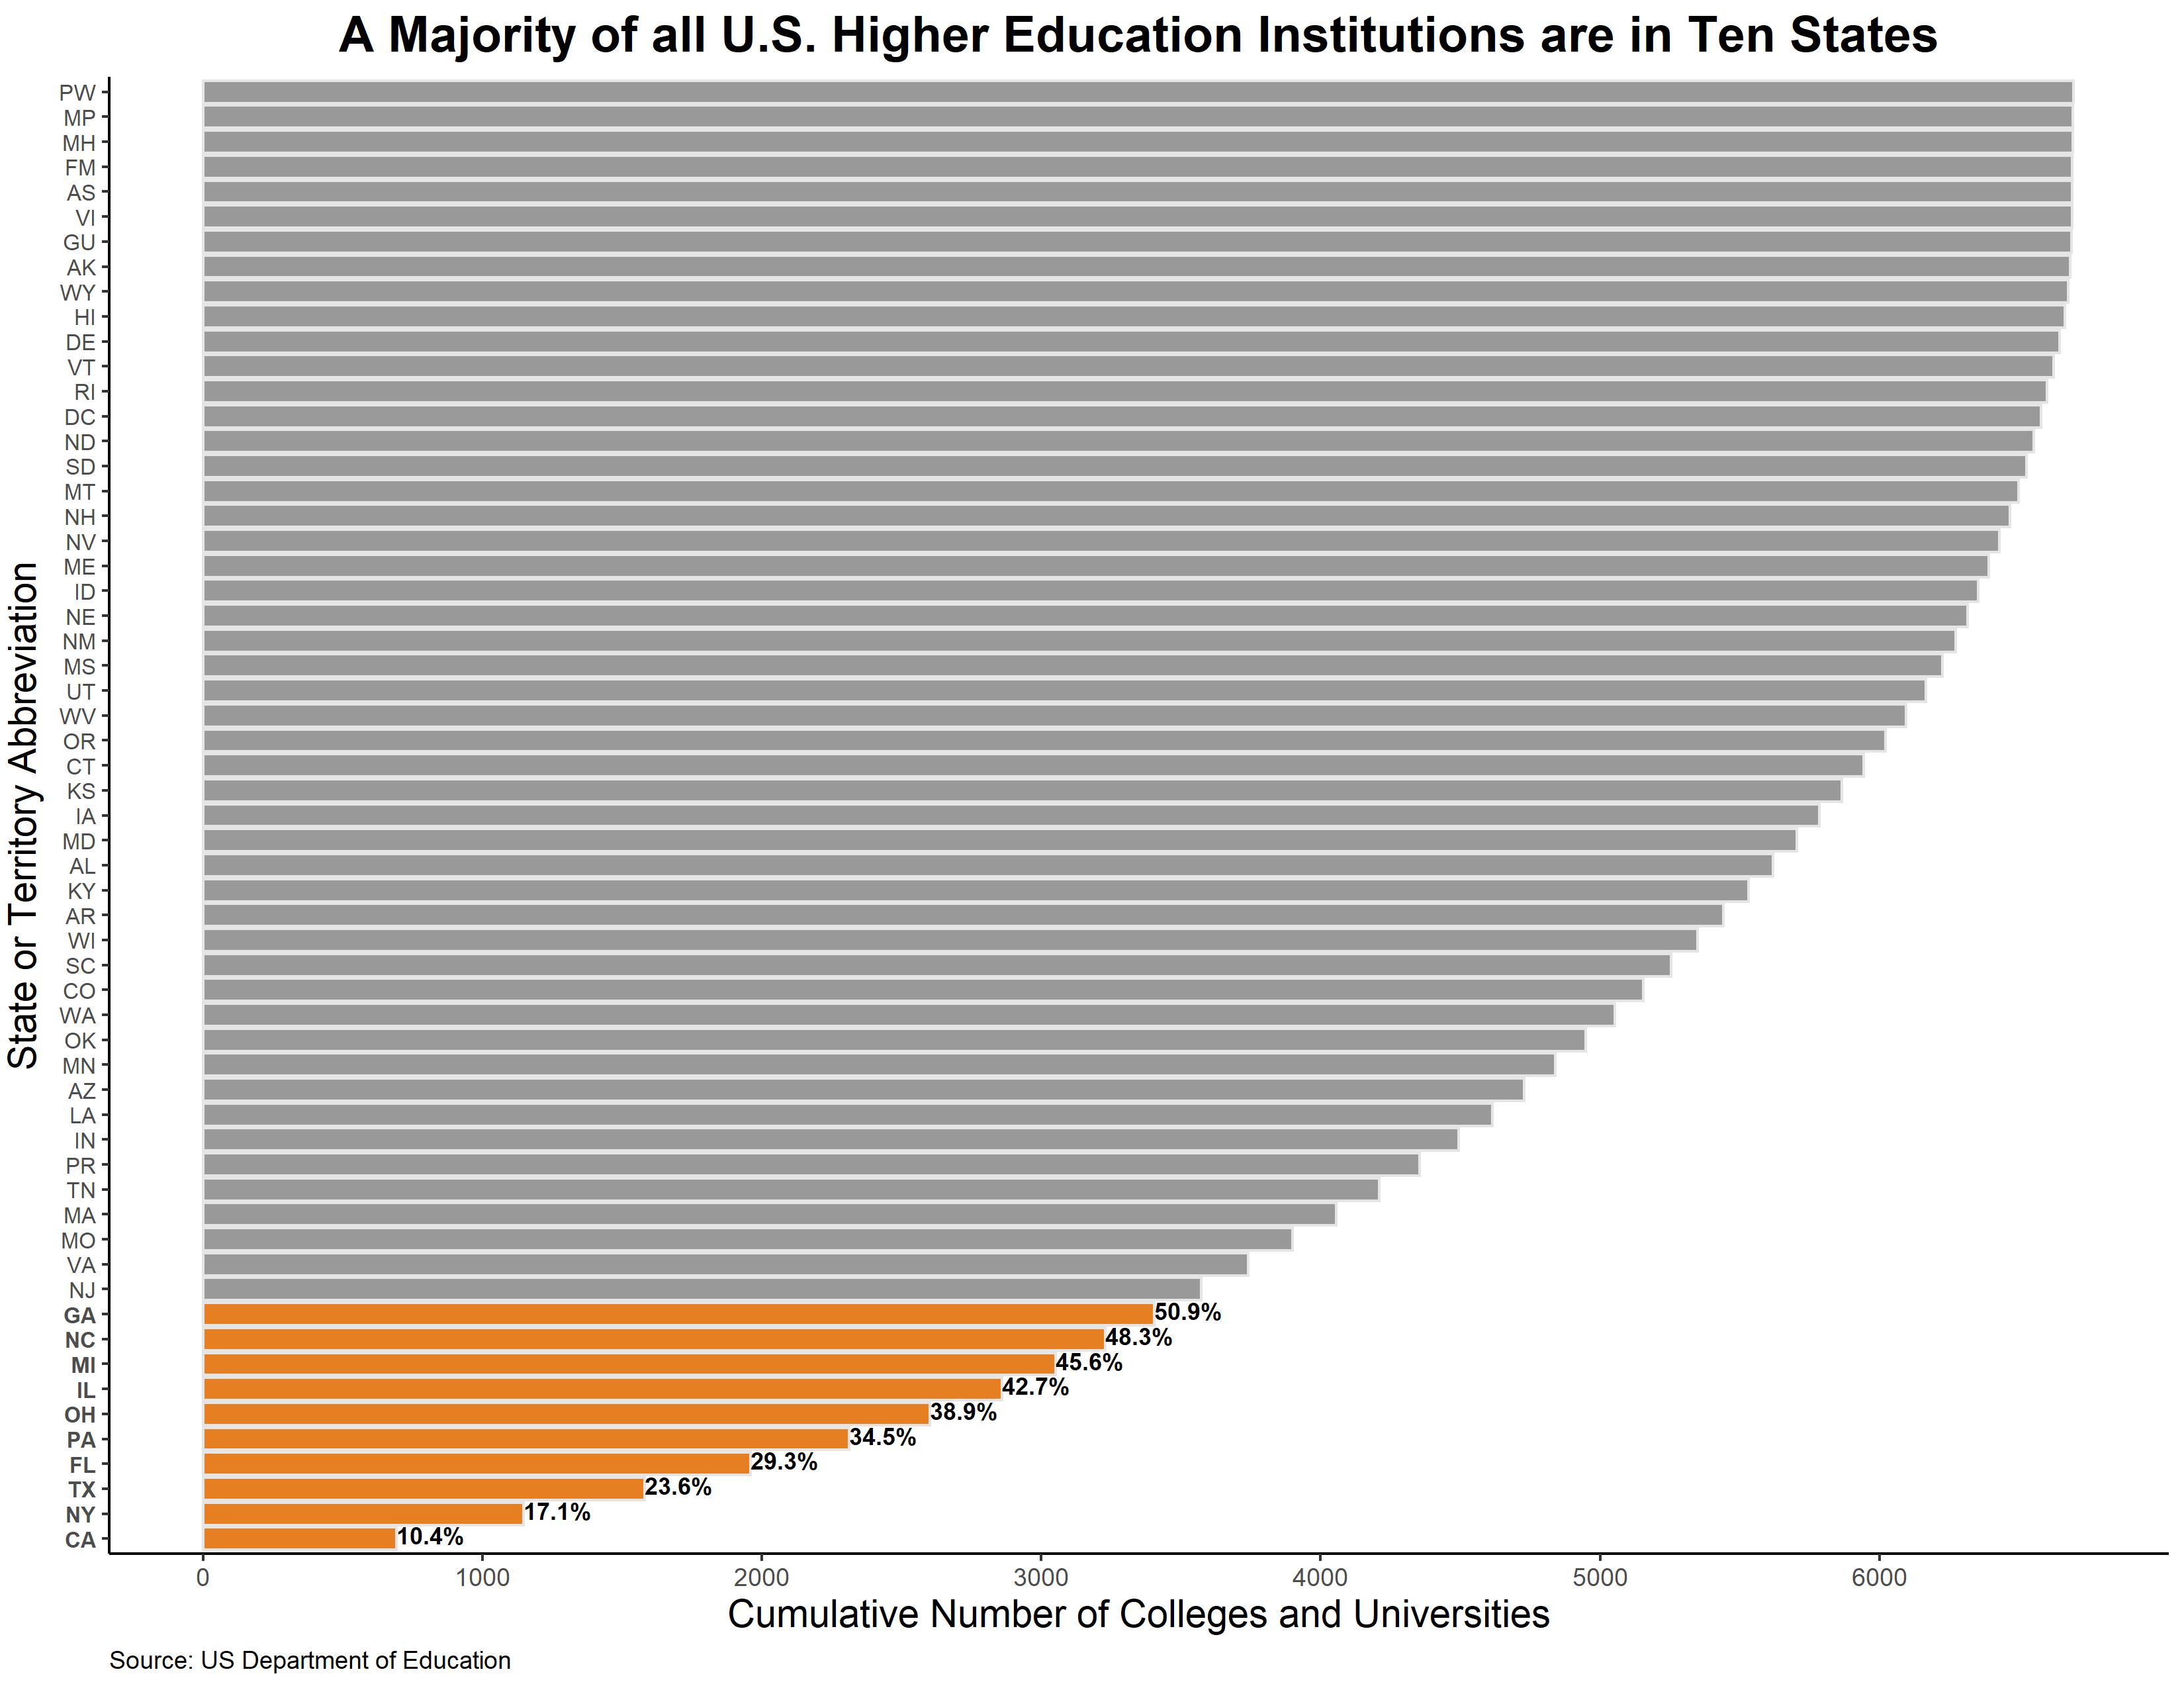 A Majority of all U.S. Higher Education Institutions are in Ten States
State or Territory Abbreviation
PW
MP
MH
FM
AS
VI
GU
AK
WY
HI
DE
VT
RI
DC
ND
SD
MT
NH
NV
ME
ID
NE
NM
MS
UT
WV
OR
CT
KS
IA
MD
AL
KY
AR
WI
SC
CO
WA
OK
MN
AZ
LA
IN
PR
TN
MA
MO
VA
NJ
GA 50.9%
NC 48.3%
MI 45.6%
IL 42.7%
OH 38.9%
PA 34.5%
FL 29.3%
TX 23.6%
NY 17.1%
CA 10.4%
0 1000 2000 3000 4000 5000 6000
Cumulative Number of Colleges and Universities
Source: US Department of Education